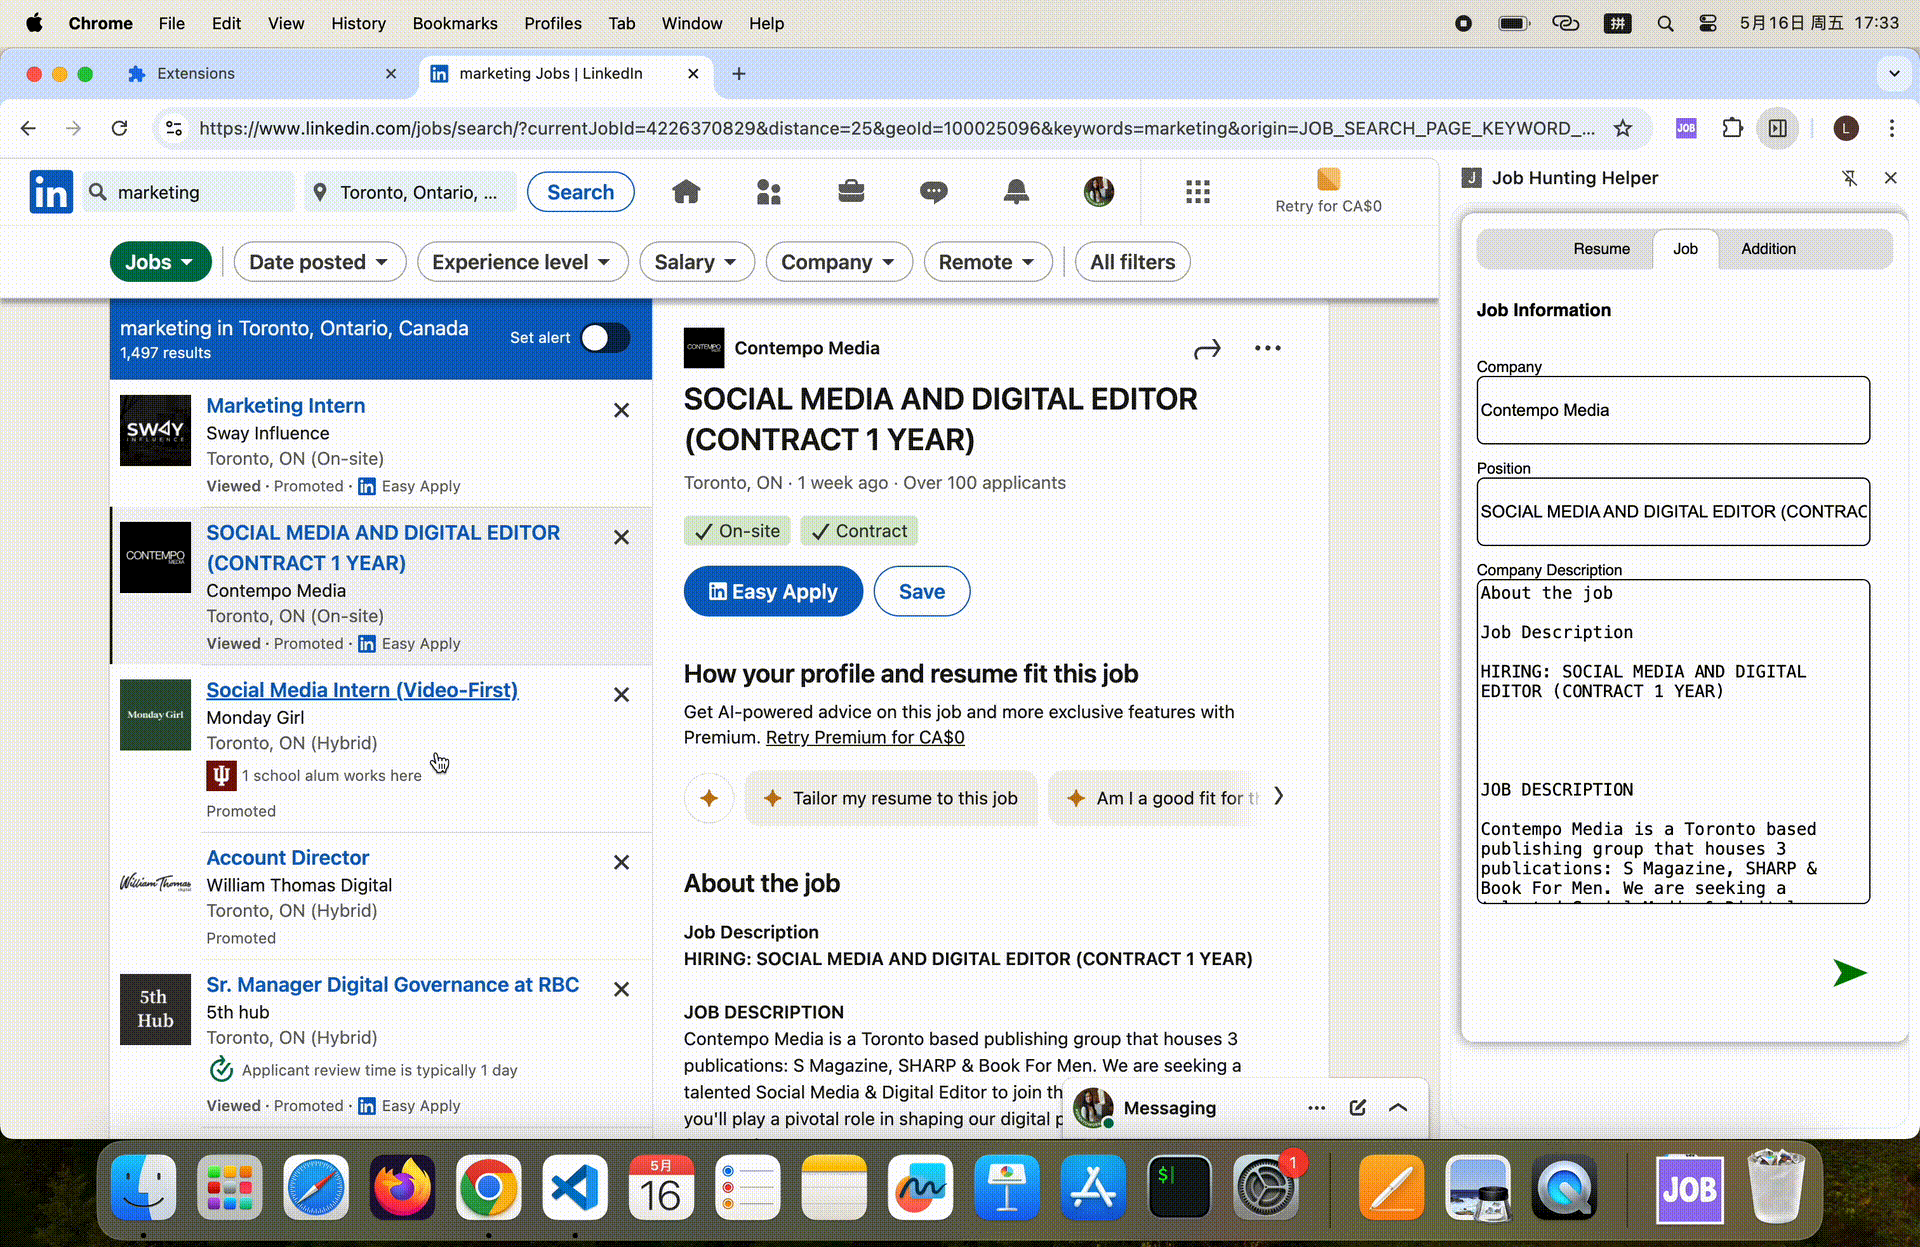 Chrome File Edit View History Bookmarks Profiles Tab Window Help
拼 5月16日 周五 17:33
Extensions
marketing Jobs | LinkedIn
https://www.linkedin.com/jobs/search/?currentJobId=4226370829&distance=25&geoId=100025096&keywords=marketing&origin=JOB_SEARCH_PAGE_KEYWORD_...
JOB
L
in
marketing
Toronto, Ontario, ...
Search
Retry for CA$0
Jobs
Date posted
Experience level
Salary
Company
Remote
All filters
marketing in Toronto, Ontario, Canada
1,497 results
Set alert
SWAY
INFLUENCE
Marketing Intern
Sway Influence
Toronto, ON (On-site)
Viewed · Promoted · in Easy Apply
CONTEMPO
MEDIA
SOCIAL MEDIA AND DIGITAL EDITOR
(CONTRACT 1 YEAR)
Contempo Media
Toronto, ON (On-site)
Viewed · Promoted · in Easy Apply
Monday Girl
Social Media Intern (Video-First)
Monday Girl
Toronto, ON (Hybrid)
1 school alum works here
Promoted
William Thomas
Account Director
William Thomas Digital
Toronto, ON (Hybrid)
Promoted
5th
Hub
Sr. Manager Digital Governance at RBC
5th hub
Toronto, ON (Hybrid)
Applicant review time is typically 1 day
Viewed · Promoted · in Easy Apply
CONTEMPO
Contempo Media
SOCIAL MEDIA AND DIGITAL EDITOR
(CONTRACT 1 YEAR)
Toronto, ON · 1 week ago · Over 100 applicants
On-site
Contract
in Easy Apply
Save
How your profile and resume fit this job
Get AI-powered advice on this job and more exclusive features with
Premium. Retry Premium for CA$0
Tailor my resume to this job
Am I a good fit for
About the job
Job Description
HIRING: SOCIAL MEDIA AND DIGITAL EDITOR (CONTRACT 1 YEAR)
JOB DESCRIPTION
Contempo Media is a Toronto based publishing group that houses 3
publications: S Magazine, SHARP & Book For Men. We are seeking a
talented Social Media & Digital Editor to join
you'll play a pivotal role in shaping our digital
Messaging
J Job Hunting Helper
Resume
Job
Addition
Job Information
Company
Contempo Media
Position
SOCIAL MEDIA AND DIGITAL EDITOR (CONTRAC
Company Description
About the job
Job Description
HIRING: SOCIAL MEDIA AND DIGITAL
EDITOR (CONTRACT 1 YEAR)
JOB DESCRIPTION
Contempo Media is a Toronto based
publishing group that houses 3
publications: S Magazine, SHARP &
Book For Men. We are seeking a
5月
16
$
1
JOB